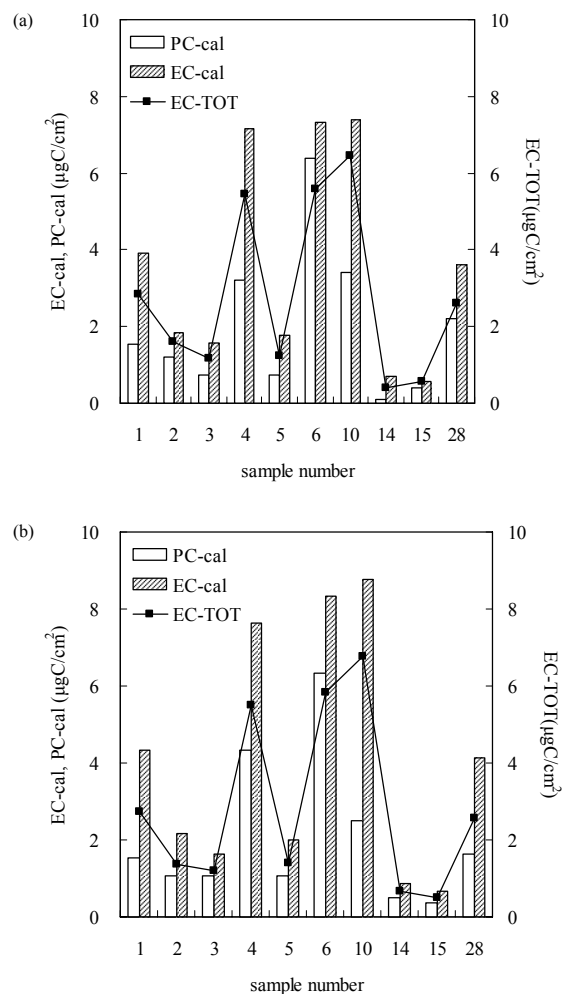 (a)
PC-cal
EC-cal
EC-TOT
10
8
6
4
2
0
10
8
6
4
2
0
EC-cal, PC-cal (μgC/cm²)
EC-TOT(μgC/cm²)
1 2 3 4 5 6 10 14 15 28
sample number
(b)
PC-cal
EC-cal
EC-TOT
10
8
6
4
2
0
10
8
6
4
2
0
EC-cal, PC-cal (μgC/cm²)
EC-TOT(μgC/cm²)
1 2 3 4 5 6 10 14 15 28
sample number